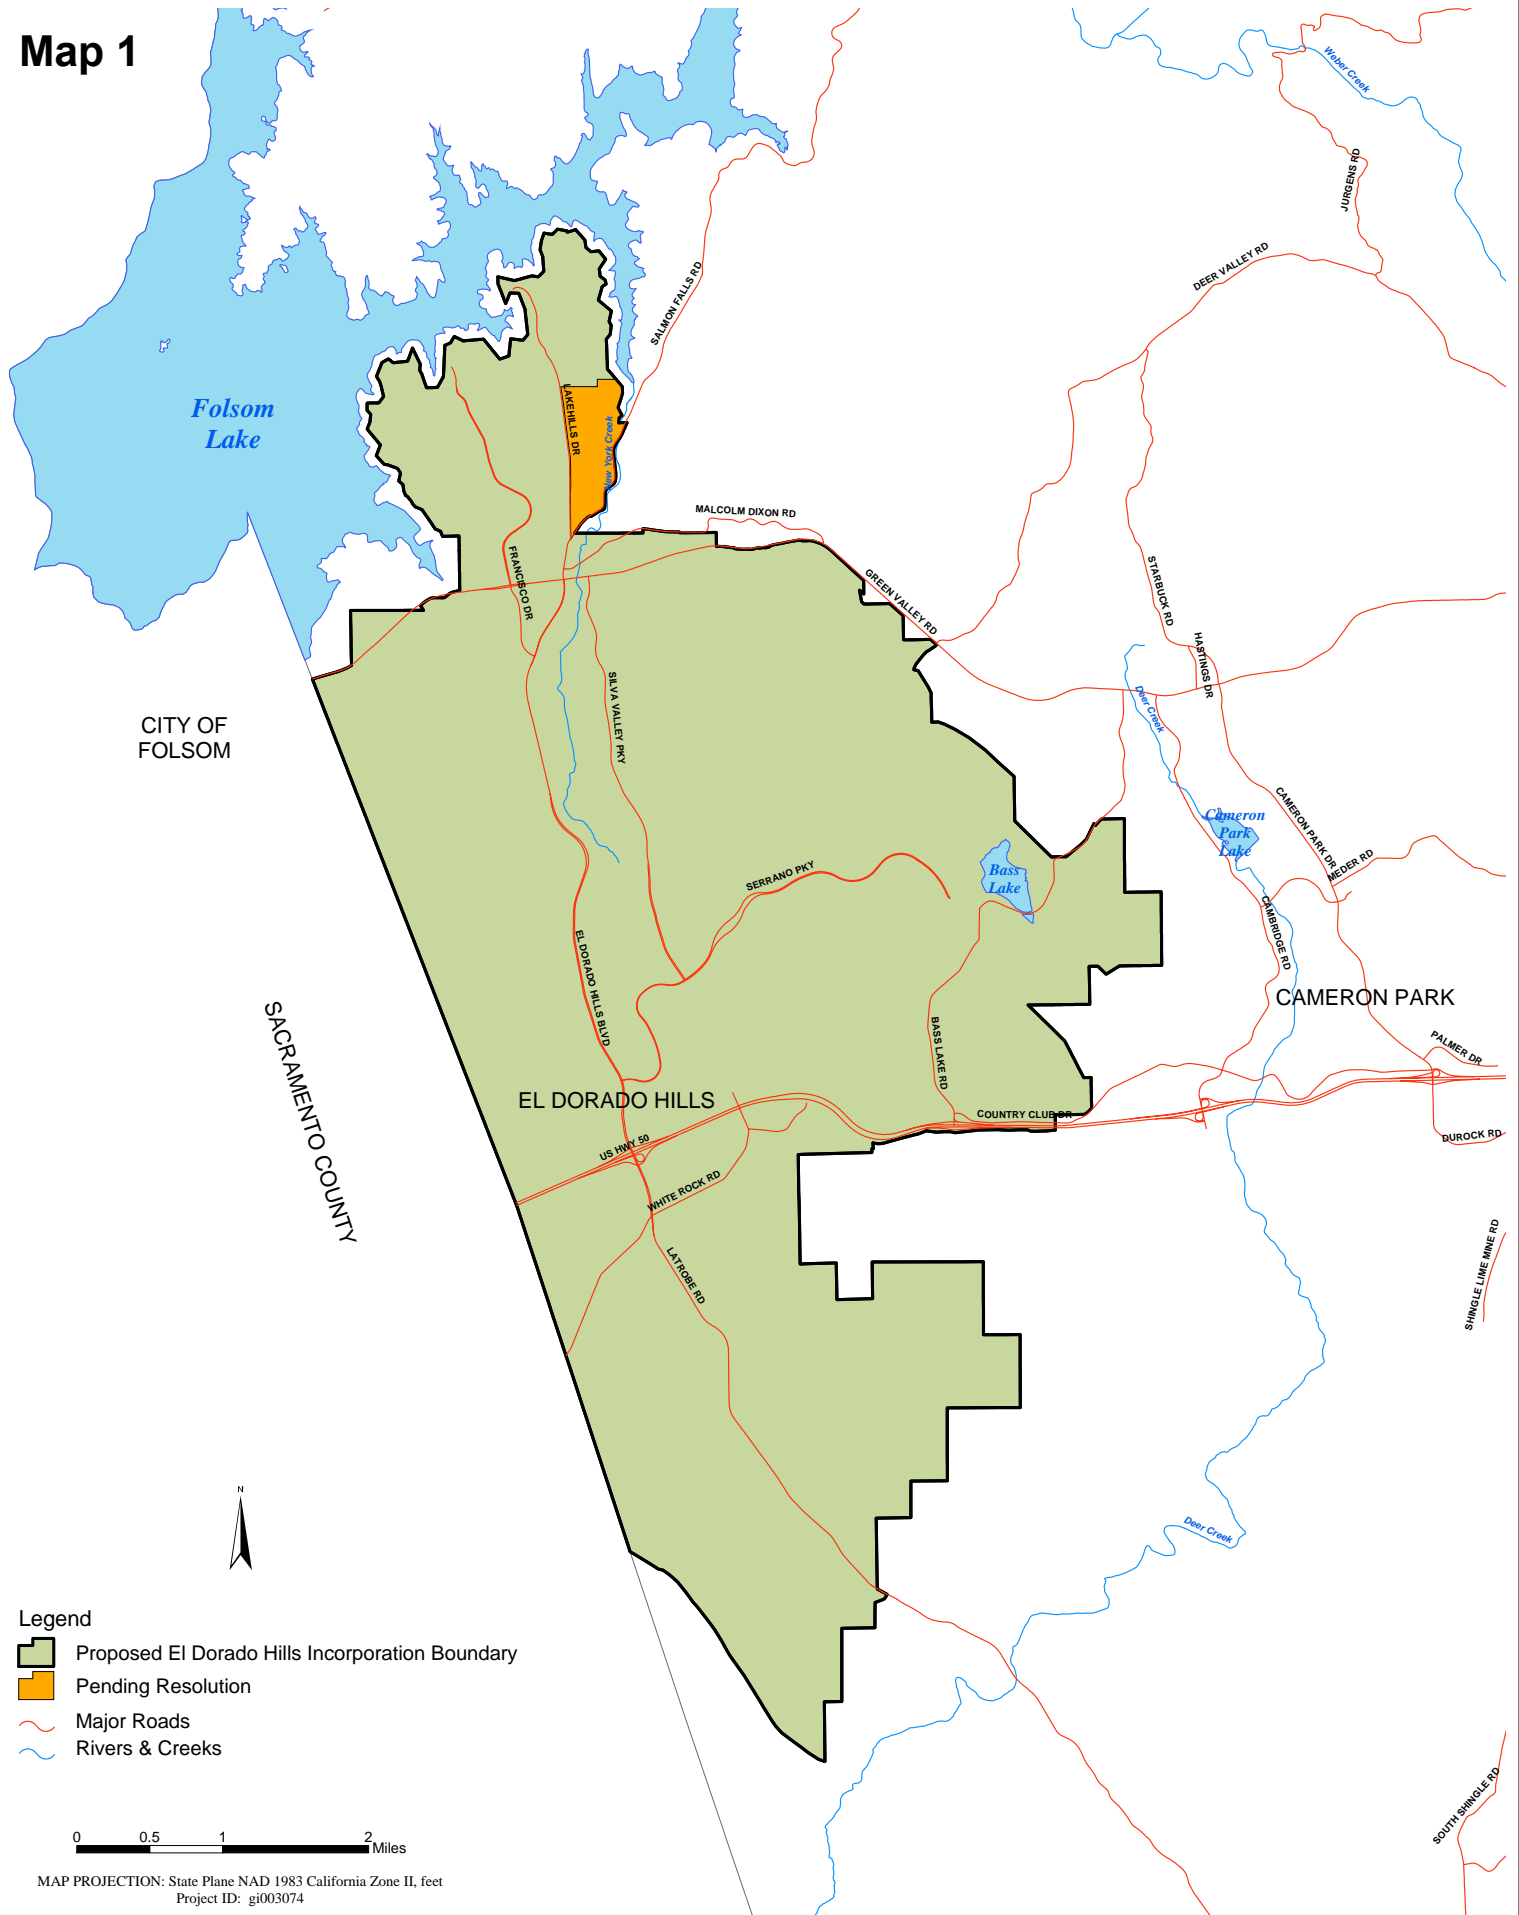 Map 1
Weber Creek
JURGENS RD
DEER VALLEY RD
SALMON FALLS RD
Folsom
Lake
LAKEHILLS DR
New York Creek
MALCOLM DIXON RD
FRANCISCO DR
GREEN VALLEY RD
STARBUCK RD
HASTINGS DR
SILVA VALLEY PKY
Deer Creek
CITY OF
FOLSOM
Cameron
Park
Lake
CAMERON PARK DR
MEDER RD
Bass
Lake
SERRANO PKY
CAMBRIDGE RD
EL DORADO HILLS BLVD
CAMERON PARK
SACRAMENTO COUNTY
BASS LAKE RD
PALMER DR
EL DORADO HILLS
COUNTRY CLUB DR
US HWY 50
DUROCK RD
WHITE ROCK RD
LATROBE RD
SHINGLE LIME MINE RD
N
Deer Creek
Legend
Proposed El Dorado Hills Incorporation Boundary
Pending Resolution
Major Roads
Rivers & Creeks
SOUTH SHINGLE RD
0 0.5 1 2
Miles
MAP PROJECTION: State Plane NAD 1983 California Zone II, feet
Project ID: gi003074